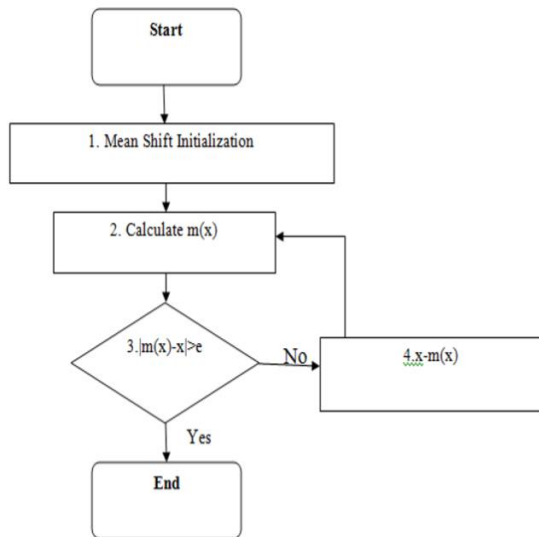 Start
1. Mean Shift Initialization
2. Calculate m(x)
3.|m(x)-x|>e
No
4.x-m(x)
Yes
End